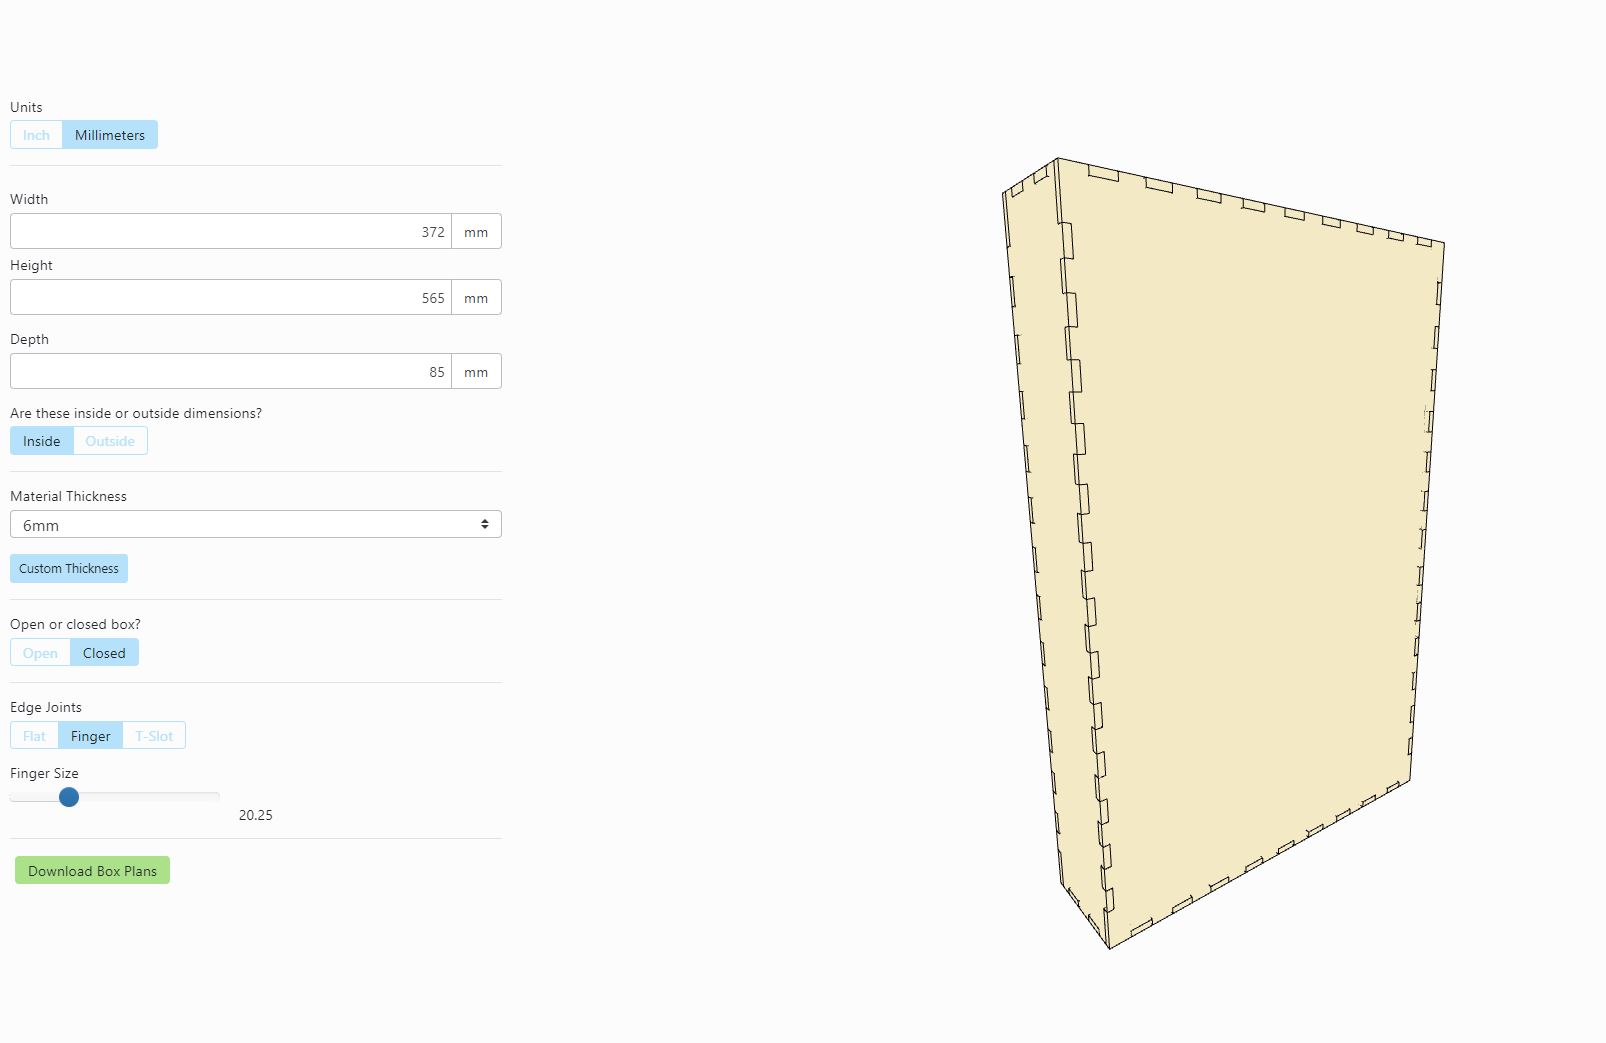 Units
Inch Millimeters
Width
372 mm
Height
565 mm
Depth
85 mm
Are these inside or outside dimensions?
Inside Outside
Material Thickness
6mm
Custom Thickness
Open or closed box?
Open Closed
Edge Joints
Flat Finger T-Slot
Finger Size
20.25
Download Box Plans